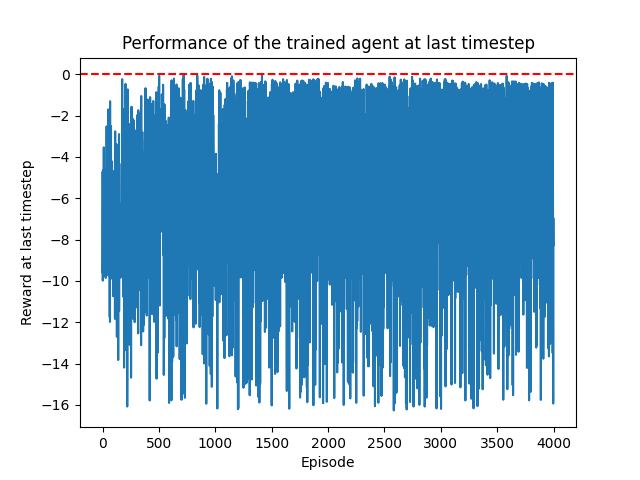 Performance of the trained agent at last timestep
0
−2
−4
−6
−8
−10
−12
−14
−16
Reward at last timestep
0 500 1000 1500 2000 2500 3000 3500 4000
Episode